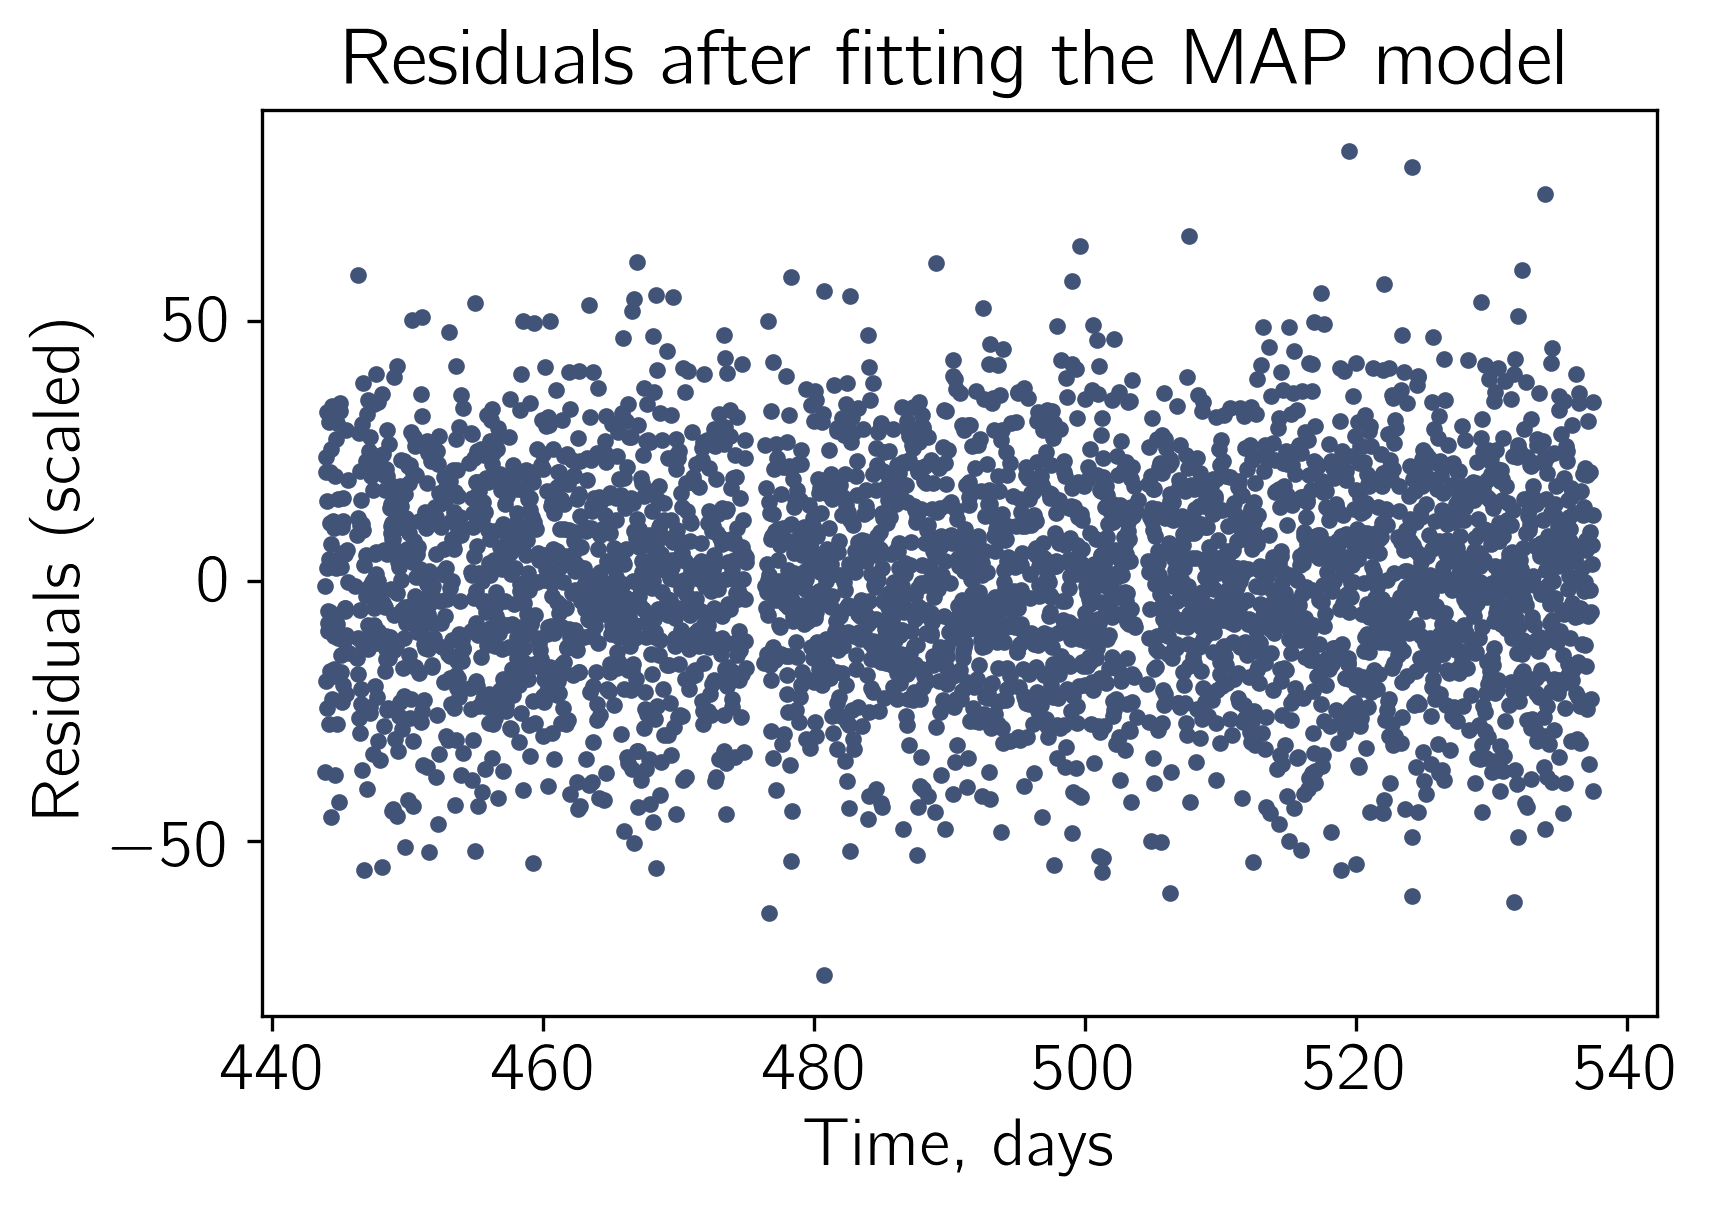 Residuals after fitting the MAP model
Residuals (scaled)
50
0
−50
440 460 480 500 520 540
Time, days